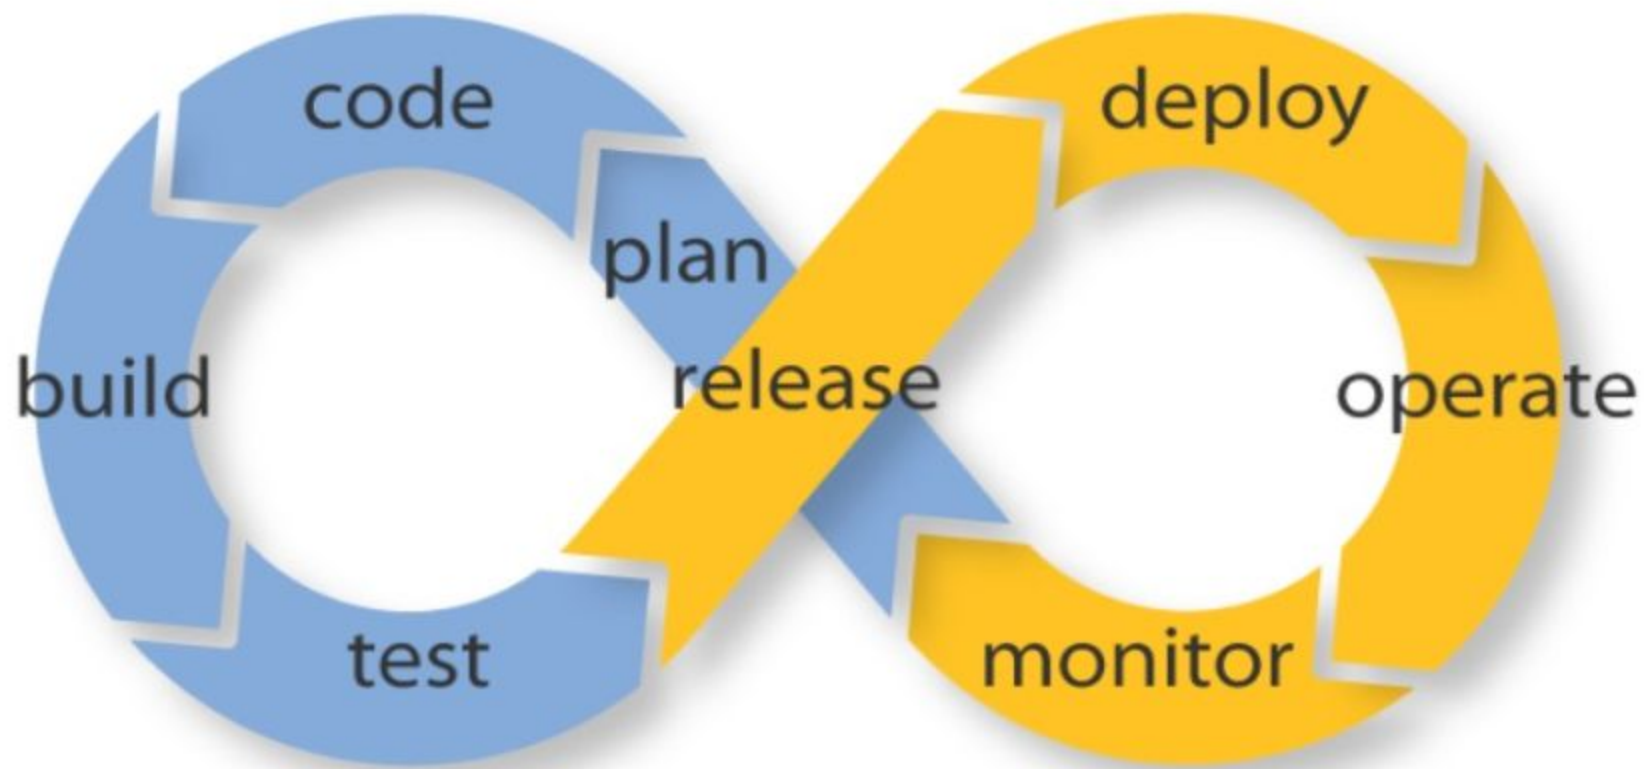 code
deploy
plan
build
release
operate
test
monitor